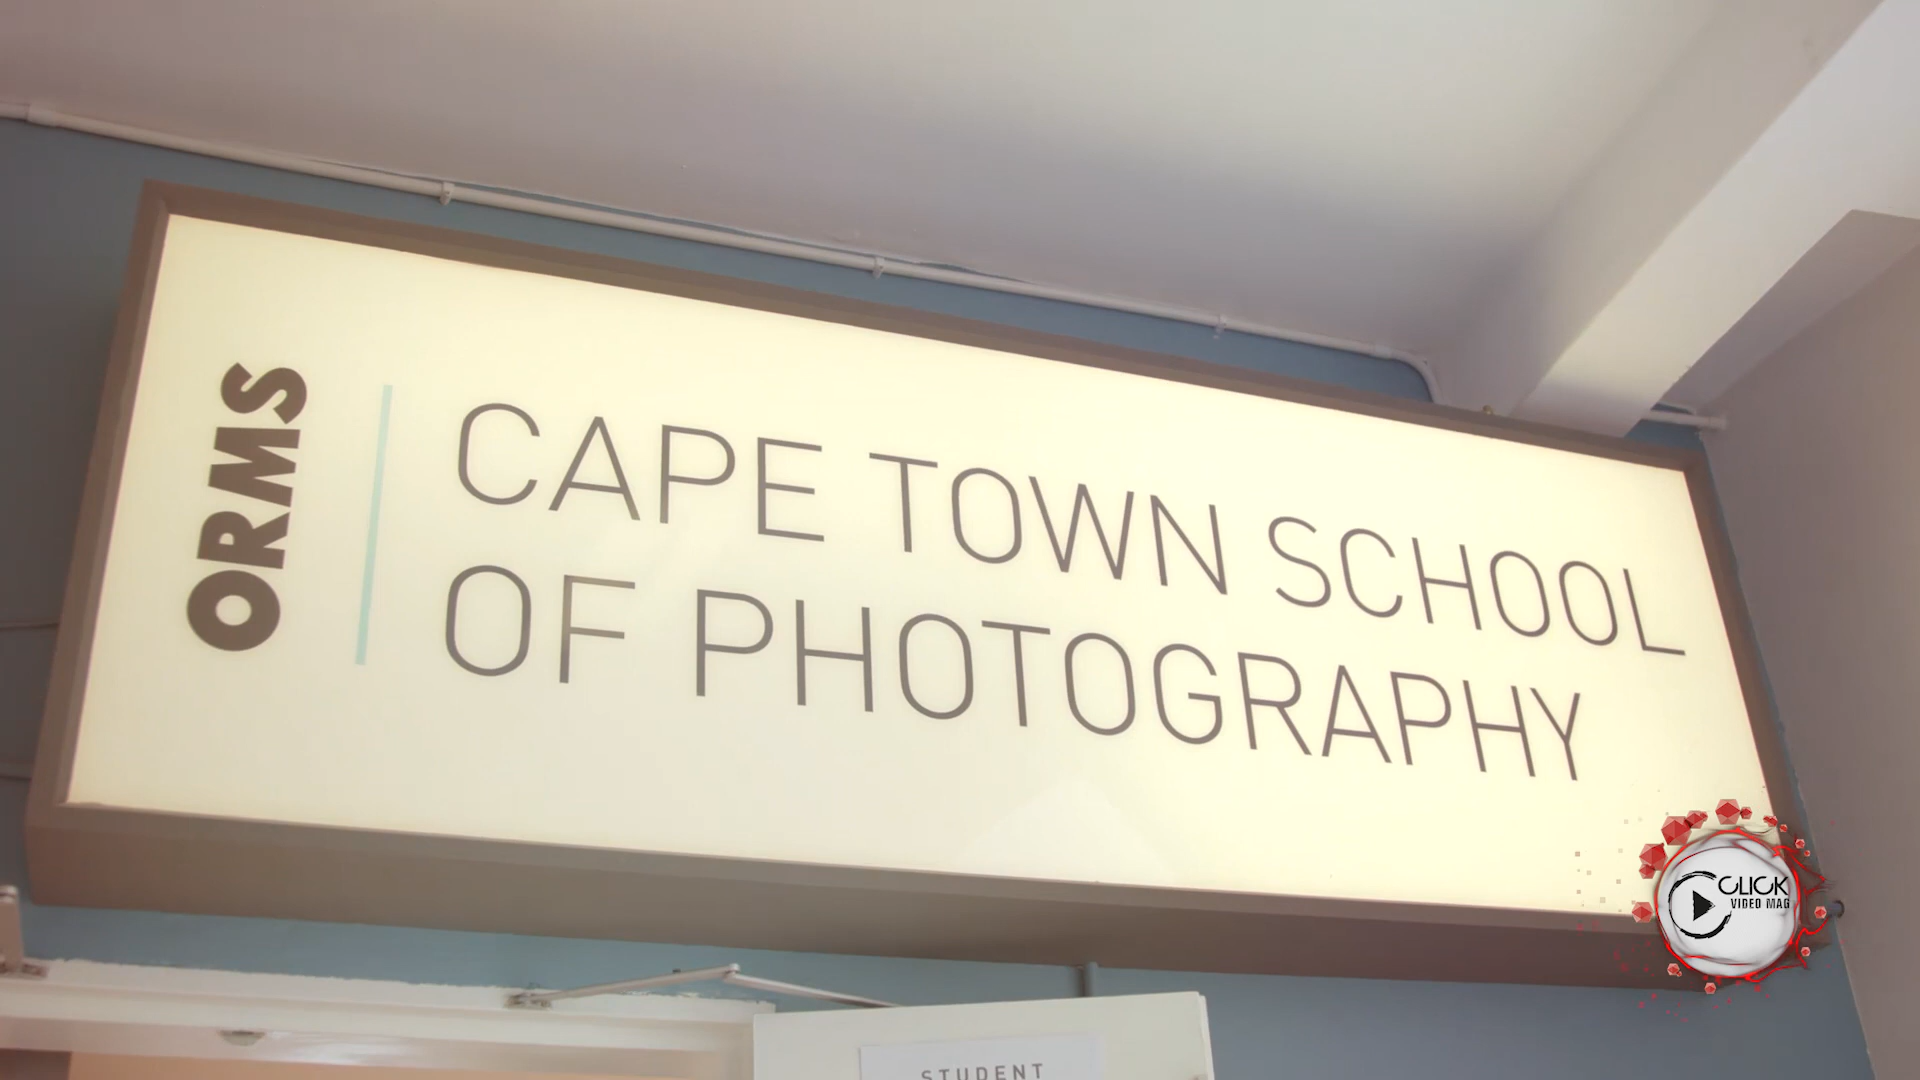 ORMS
CAPE TOWN SCHOOL
OF PHOTOGRAPHY
CLICK
VIDEO MAG
STUDENT